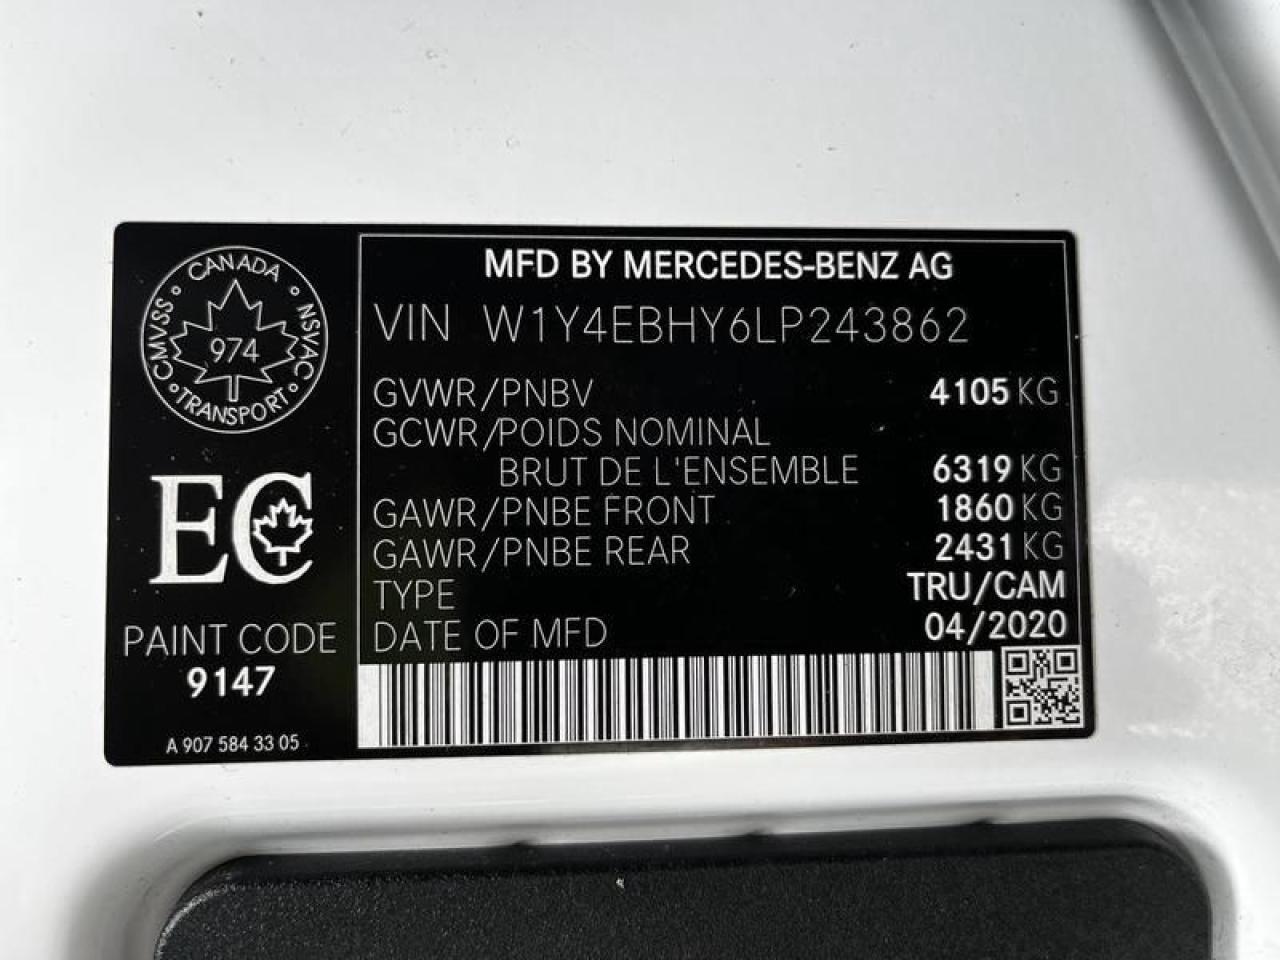 CANADA
CMVSS
974
NSVAC
TRANSPORT
EC
PAINT CODE
9147
A 907 584 33 05
MFD BY MERCEDES-BENZ AG
VIN W1Y4EBHY6LP243862
GVWR/PNBV 4105 KG
GCWR/POIDS NOMINAL
BRUT DE L'ENSEMBLE 6319 KG
GAWR/PNBE FRONT 1860 KG
GAWR/PNBE REAR 2431 KG
TYPE TRU/CAM
DATE OF MFD 04/2020